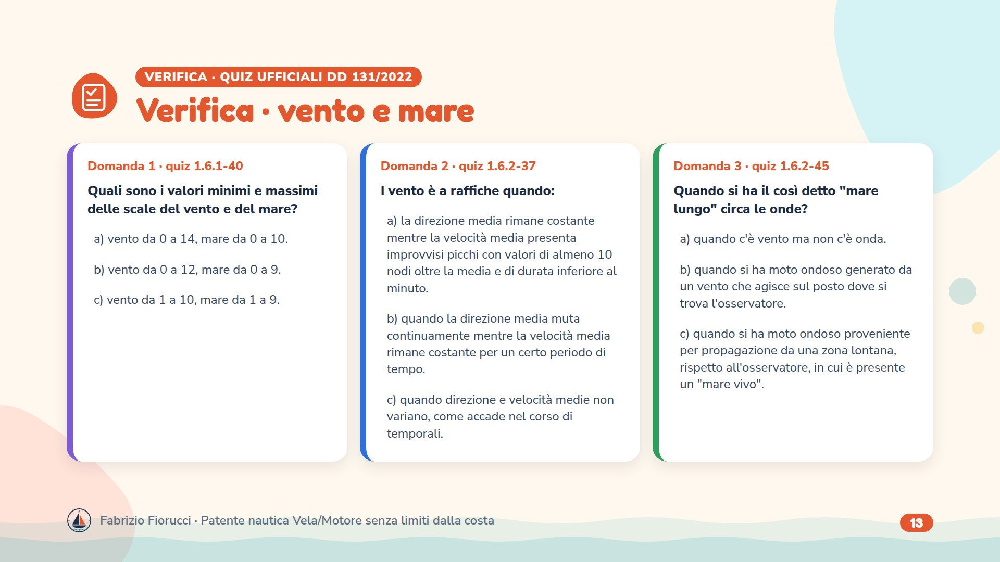 VERIFICA · QUIZ UFFICIALI DD 131/2022
Verifica · vento e mare
Domanda 1 · quiz 1.6.1-40
Quali sono i valori minimi e massimi
delle scale del vento e del mare?
a) vento da 0 a 14, mare da 0 a 10.
b) vento da 0 a 12, mare da 0 a 9.
c) vento da 1 a 10, mare da 1 a 9.
Domanda 2 · quiz 1.6.2-37
I vento è a raffiche quando:
a) la direzione media rimane costante
mentre la velocità media presenta
improvvisi picchi con valori di almeno 10
nodi oltre la media e di durata inferiore al
minuto.
b) quando la direzione media muta
continuamente mentre la velocità media
rimane costante per un certo periodo di
tempo.
c) quando direzione e velocità medie non
variano, come accade nel corso di
temporali.
Domanda 3 · quiz 1.6.2-45
Quando si ha il così detto "mare
lungo" circa le onde?
a) quando c'è vento ma non c'è onda.
b) quando si ha moto ondoso generato da
un vento che agisce sul posto dove si
trova l'osservatore.
c) quando si ha moto ondoso proveniente
per propagazione da una zona lontana,
rispetto all'osservatore, in cui è presente
un "mare vivo".
Fabrizio Fiorucci · Patente nautica Vela/Motore senza limiti dalla costa
13